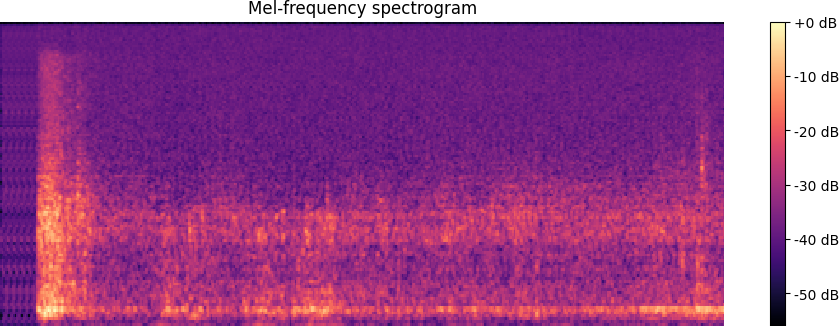 Mel-frequency spectrogram
+0 dB
-10 dB
-20 dB
-30 dB
-40 dB
-50 dB